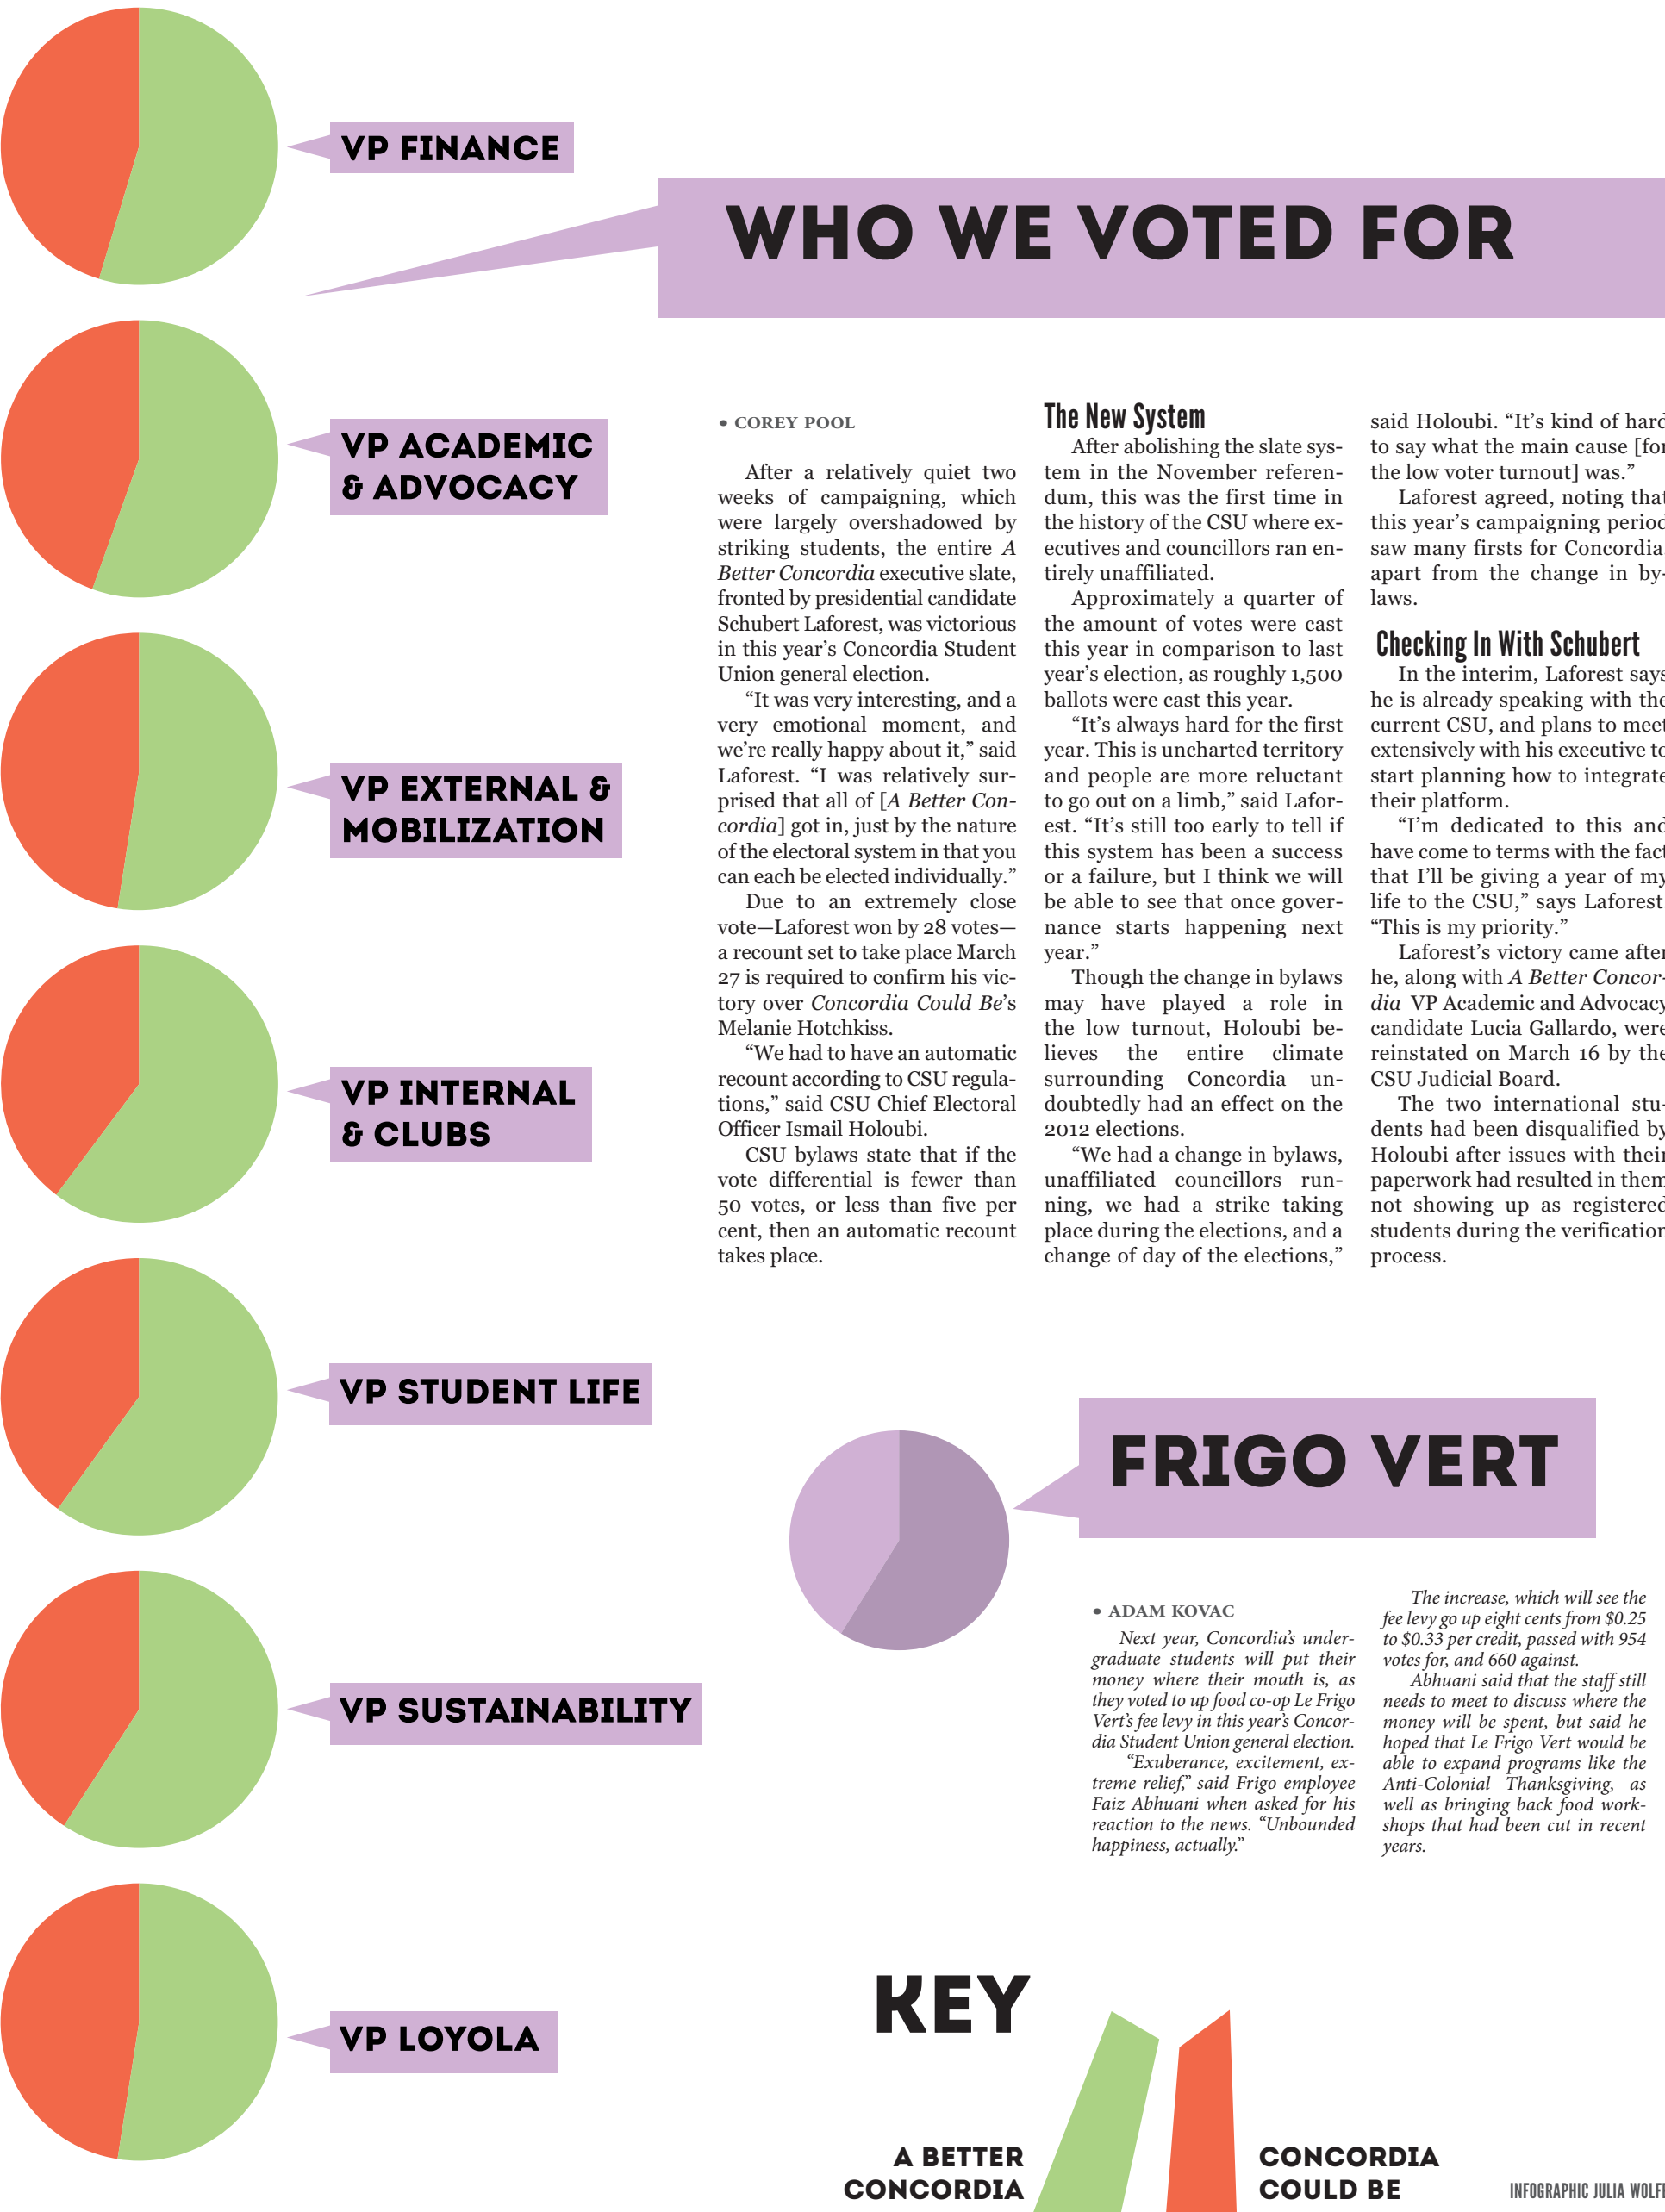 VP FINANCE
WHO WE VOTED FOR
VP ACADEMIC
& ADVOCACY
VP EXTERNAL &
MOBILIZATION
VP INTERNAL
& CLUBS
VP STUDENT LIFE
VP SUSTAINABILITY
VP LOYOLA
• COREY POOL
After a relatively quiet two
weeks of campaigning, which
were largely overshadowed by
striking students, the entire A
Better Concordia executive slate,
fronted by presidential candidate
Schubert Laforest, was victorious
in this year's Concordia Student
Union general election.
“It was very interesting, and a
very emotional moment, and
we're really happy about it,” said
Laforest. “I was relatively sur-
prised that all of [A Better Con-
cordia] got in, just by the nature
of the electoral system in that you
can each be elected individually.”
Due to an extremely close
vote—Laforest won by 28 votes—
a recount set to take place March
27 is required to confirm his vic-
tory over Concordia Could Be's
Melanie Hotchkiss.
“We had to have an automatic
recount according to CSU regula-
tions,” said CSU Chief Electoral
Officer Ismail Holoubi.
CSU bylaws state that if the
vote differential is fewer than
50 votes, or less than five per
cent, then an automatic recount
takes place.
The New System
After abolishing the slate sys-
tem in the November referen-
dum, this was the first time in
the history of the CSU where ex-
ecutives and councillors ran en-
tirely unaffiliated.
Approximately a quarter of
the amount of votes were cast
this year in comparison to last
year's election, as roughly 1,500
ballots were cast this year.
“It's always hard for the first
year. This is uncharted territory
and people are more reluctant
to go out on a limb,” said Lafor-
est. “It's still too early to tell if
this system has been a success
or a failure, but I think we will
be able to see that once gover-
nance starts happening next
year.”
Though the change in bylaws
may have played a role in
the low turnout, Holoubi be-
lieves the entire climate
surrounding Concordia un-
doubtedly had an effect on the
2012 elections.
“We had a change in bylaws,
unaffiliated councillors run-
ning, we had a strike taking
place during the elections, and a
change of day of the elections,”
said Holoubi. “It's kind of hard
to say what the main cause [for
the low voter turnout] was.”
Laforest agreed, noting that
this year's campaigning period
saw many firsts for Concordia,
apart from the change in by-
laws.
Checking In With Schubert
In the interim, Laforest says
he is already speaking with the
current CSU, and plans to meet
extensively with his executive to
start planning how to integrate
their platform.
“I'm dedicated to this and
have come to terms with the fact
that I'll be giving a year of my
life to the CSU,” says Laforest
“This is my priority.”
Laforest's victory came after
he, along with A Better Concor-
dia VP Academic and Advocacy
candidate Lucia Gallardo, were
reinstated on March 16 by the
CSU Judicial Board.
The two international stu-
dents had been disqualified by
Holoubi after issues with their
paperwork had resulted in them
not showing up as registered
students during the verification
process.
FRIGO VERT
• ADAM KOVAC
Next year, Concordia's under-
graduate students will put their
money where their mouth is, as
they voted to up food co-op Le Frigo
Vert's fee levy in this year's Concor-
dia Student Union general election.
“Exuberance, excitement, ex-
treme relief,” said Frigo employee
Faiz Abhuani when asked for his
reaction to the news. “Unbounded
happiness, actually.”
The increase, which will see the
fee levy go up eight cents from $0.25
to $0.33 per credit, passed with 954
votes for, and 660 against.
Abhuani said that the staff still
needs to meet to discuss where the
money will be spent, but said he
hoped that Le Frigo Vert would be
able to expand programs like the
Anti-Colonial Thanksgiving, as
well as bringing back food work-
shops that had been cut in recent
years.
KEY
A BETTER
CONCORDIA
CONCORDIA
COULD BE
INFOGRAPHIC JULIA WOLFE